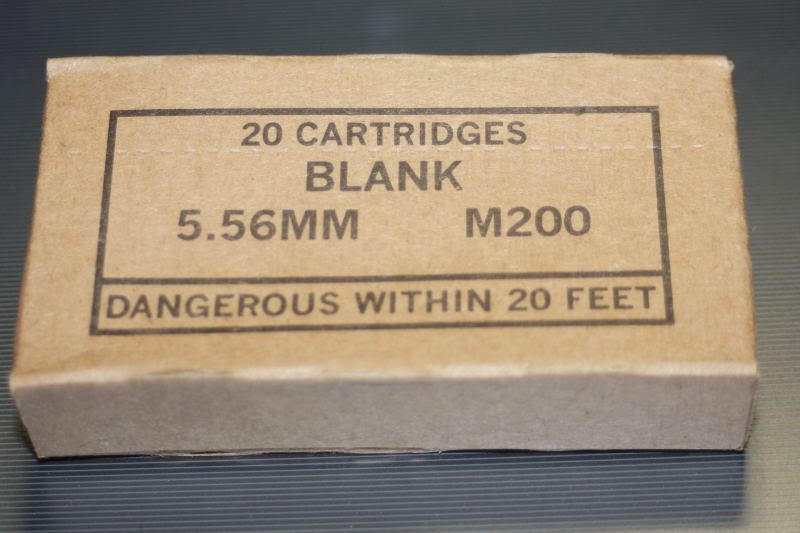 20 CARTRIDGES
BLANK
5.56MM M200
DANGEROUS WITHIN 20 FEET